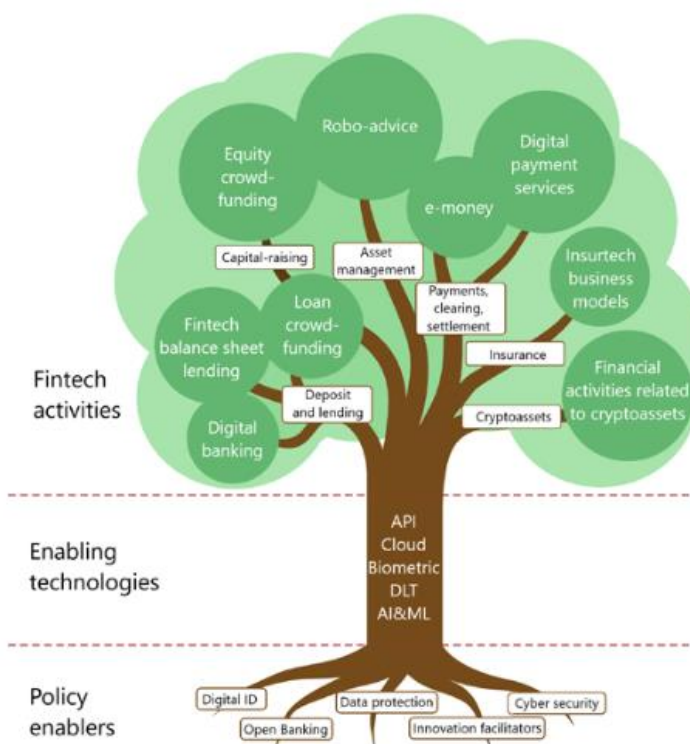 Robo-advice
Equity
crowd-
funding
Digital
payment
services
e-money
Capital-raising
Asset
management
Insurtech
business
models
Payments,
clearing,
settlement
Loan
crowd-
funding
Fintech
balance sheet
lending
Insurance
Financial
activities related
to cryptoassets
Fintech
activities
Deposit
and lending
Cryptoassets
Digital
banking
Enabling
technologies
API
Cloud
Biometric
DLT
AI&ML
Policy
enablers
Digital ID
Data protection
Cyber security
Open Banking
Innovation facilitators